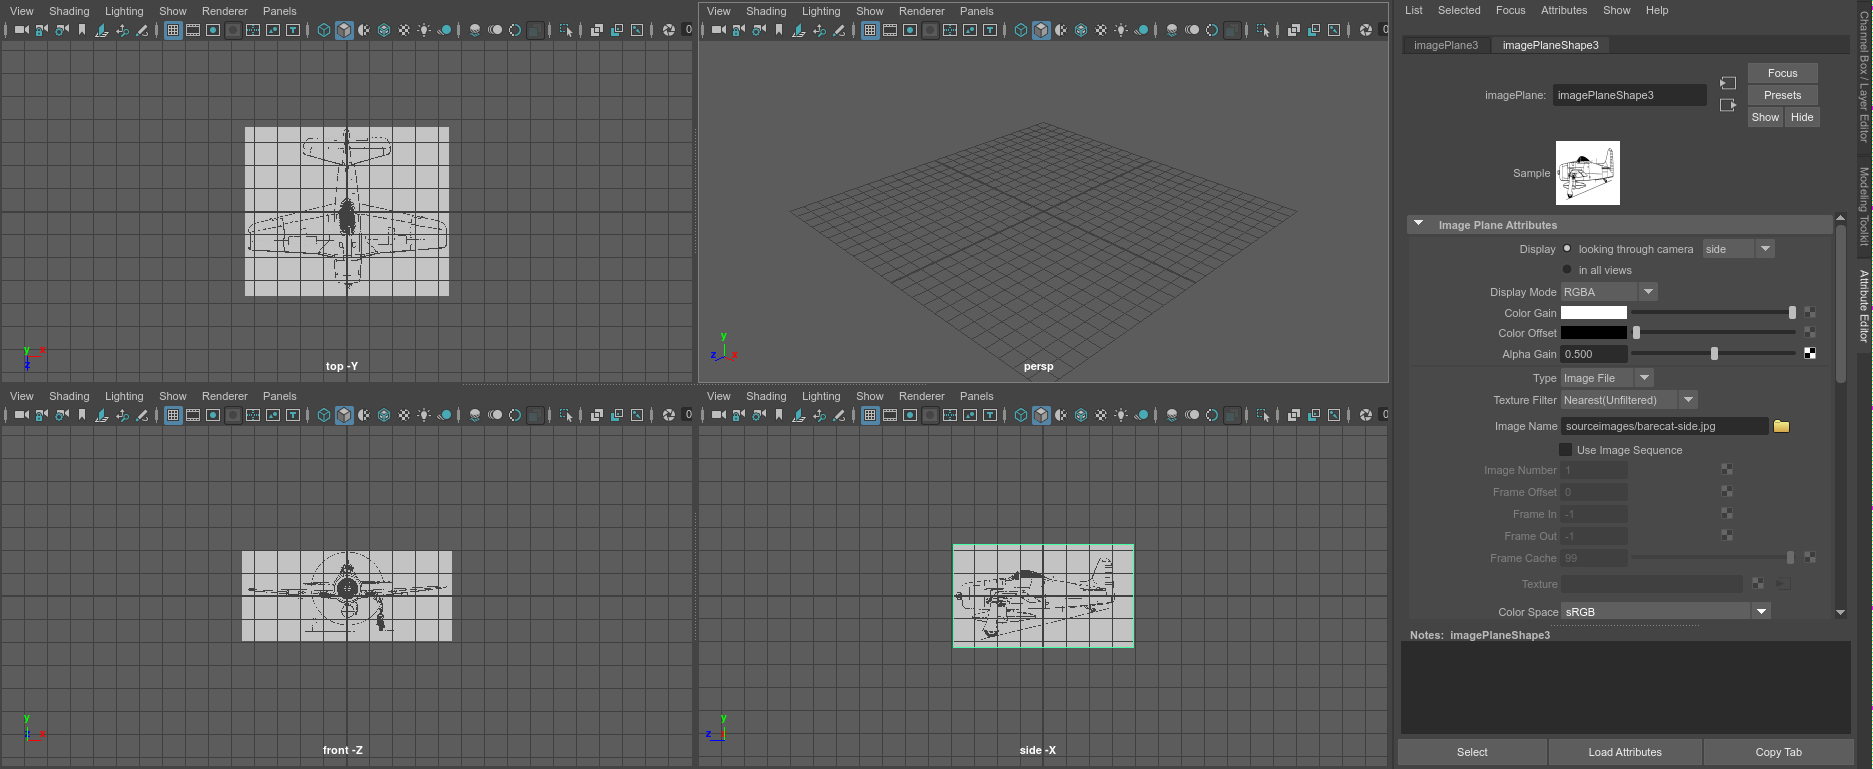 View Shading Lighting Show Renderer Panels
View Shading Lighting Show Renderer Panels
List Selected Focus Attributes Show Help
0
0
imagePlane3 imagePlaneShape3
Focus
imagePlane: imagePlaneShape3
Presets
Show Hide
Sample
Image Plane Attributes
Display looking through camera side
in all views
Display Mode RGBA
Color Gain
Color Offset
Alpha Gain 0.500
Type Image File
Texture Filter Nearest(Unfiltered)
Image Name sourceimages/barecat-side.jpg
Use Image Sequence
Image Number 1
Frame Offset 0
Frame In -1
Frame Out -1
Frame Cache 99
Texture
Color Space sRGB
Notes: imagePlaneShape3
Select Load Attributes Copy Tab
Channel Box / Layer Editor
Modeling Toolkit
Attribute Editor
y x
z
top -Y
y
z x
persp
View Shading Lighting Show Renderer Panels
View Shading Lighting Show Renderer Panels
0
0
y
z x
front -Z
y
z
side -X